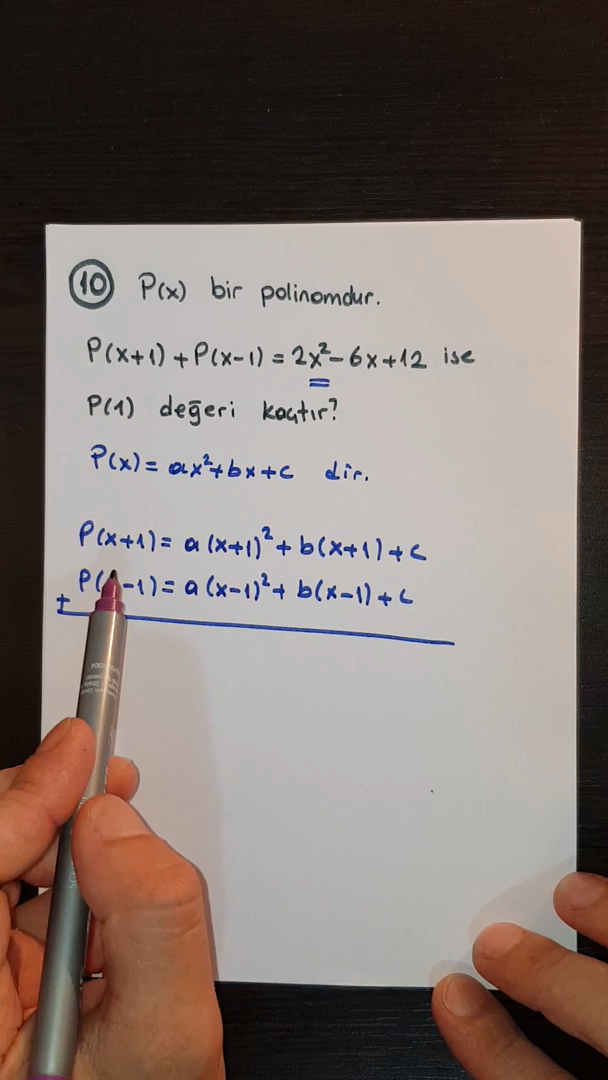 10 P(x) bir polinomdur.
P(x+1)+P(x-1)=2x²-6x+12 ise
P(1) değeri kaçtır?
P(x)=ax²+bx+c dir.
P(x+1)=a(x+1)²+b(x+1)+c
P(x-1)=a(x-1)²+b(x-1)+c
+